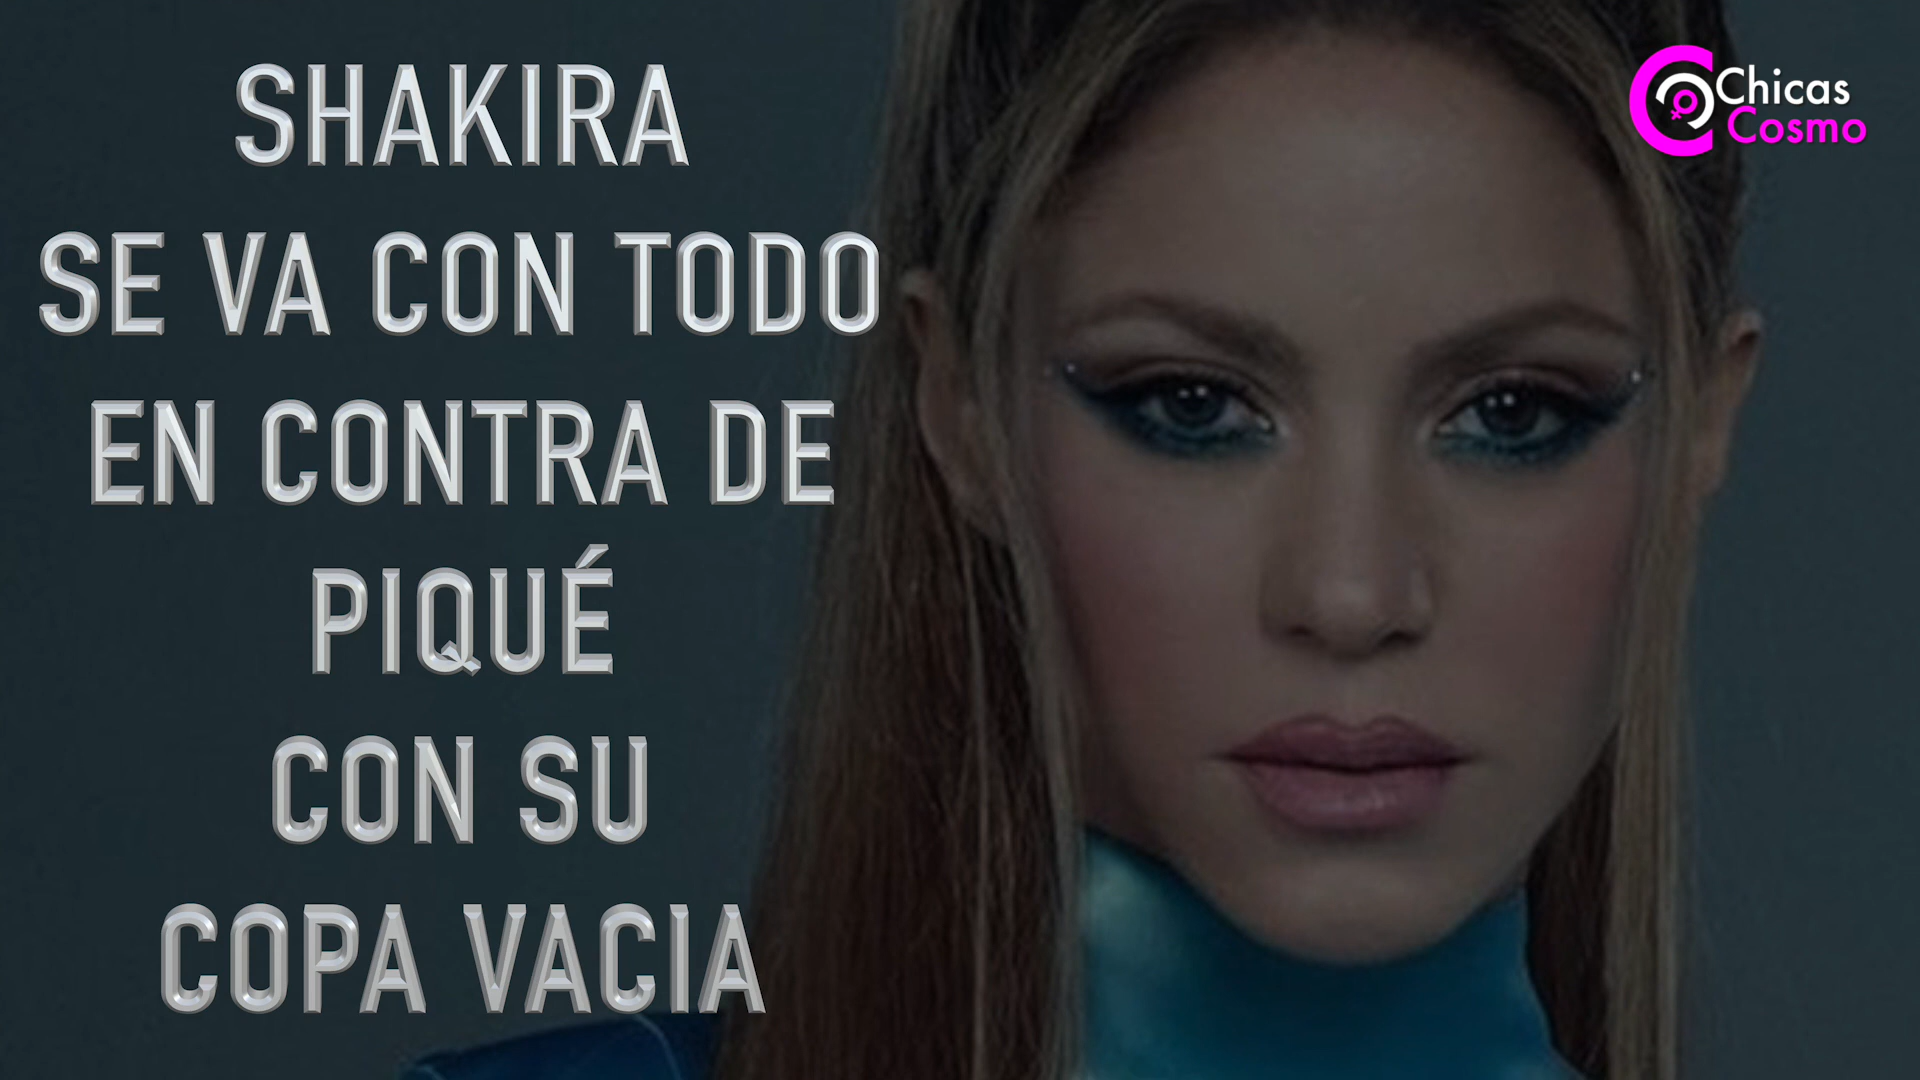 SHAKIRA
SE VA CON TODO
EN CONTRA DE
PIQUÉ
CON SU
COPA VACIA
Chicas
Cosmo